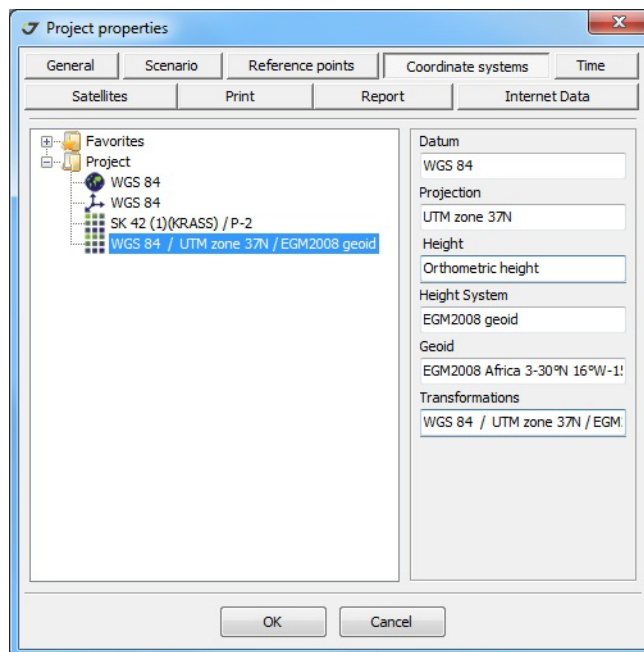 Project properties
General Scenario Reference points Coordinate systems Time
Satellites Print Report Internet Data
Favorites
Project
WGS 84
WGS 84
SK 42 (1)(KRASS) / P-2
WGS 84 / UTM zone 37N / EGM2008 geoid
Datum
WGS 84
Projection
UTM zone 37N
Height
Orthometric height
Height System
EGM2008 geoid
Geoid
EGM2008 Africa 3-30°N 16°W-1
Transformations
WGS 84 / UTM zone 37N / EGM
OK Cancel